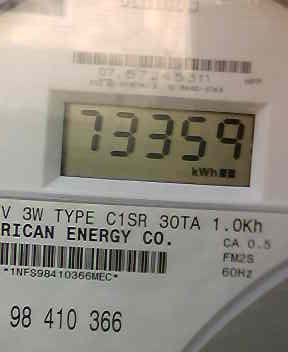 73359
kWh
V 3W TYPE C1SR 30TA 1.0Kh
RICAN ENERGY CO.
CA 0.5
FM2S
60Hz
*1NFS98410366MEC*
98 410 366